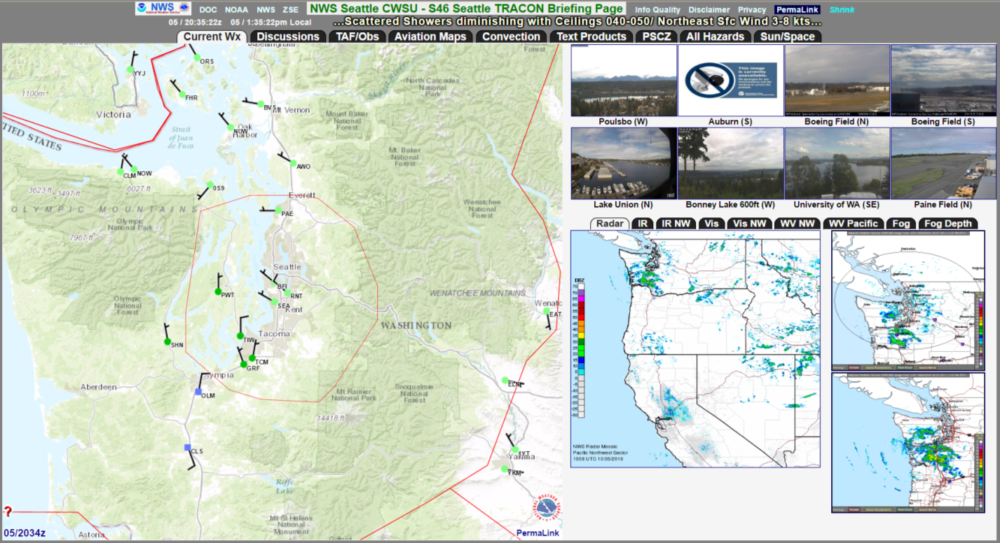 NWS
National Weather Service
DOC NOAA NWS ZSE
NWS Seattle CWSU - S46 Seattle TRACON Briefing Page
Info Quality Disclaimer Privacy PermaLink Shrink
05 / 20:35:22z 05 / 1:35:22pm Local
...Scattered Showers diminishing with Ceilings 040-050/ Northeast Sfc Wind 3-8 kts...
Current Wx Discussions TAF/Obs Aviation Maps Convection Text Products PSCZ All Hazards Sun/Space
ORS
YYJ
1100m
FHR
Victoria
BVS
Mt Vernon
Skagit River
North Cascades
National
Park
Forest
Mount Baker
National
Forest
NUW
Oak
Harbor
Strait
of Juan
de Fuca
UNITED STATES
Mt. Baker
National
Forest
AWO
CLM
NOW
0S9
3623 ft
3497 ft
6027 ft
Everett
OLYMPIC MOUNTAINS
Olympic
National Park
PAE
Wenatchee
National
Forest
7967 ft
Seattle
BFI
RNT
SEA
Kent
PWT
Olympic
National
Forest
WENATCHEE MOUNTAINS
Wenatc
EAT
WASHINGTON
Tacoma
TIW
SHN
TCM
GRF
Olympia
OLM
Aberdeen
Mt Rainier
National Park
Snoqualmie
National
Forest
ELN
14418 ft
CLS
Yakima
YKM
Riffe
Lake
Mt St Helens
National
Monument
?
05/2034z
Astoria
Gifford
PermaLink
This image
is currently
unavailable.
Poulsbo (W) Auburn (S) Boeing Field (N) Boeing Field (S)
Lake Union (N) Bonney Lake 600ft (W) University of WA (SE) Paine Field (N)
Radar IR IR NW Vis Vis NW WV NW WV Pacific Fog Fog Depth
DBZ
75
70
65
60
55
50
45
40
35
30
25
20
15
10
5
0
-5
-10
-15
-20
-25
-30
NWS Radar Mosaic
Pacific Northwest Sector
1958 UTC 10/05/2016